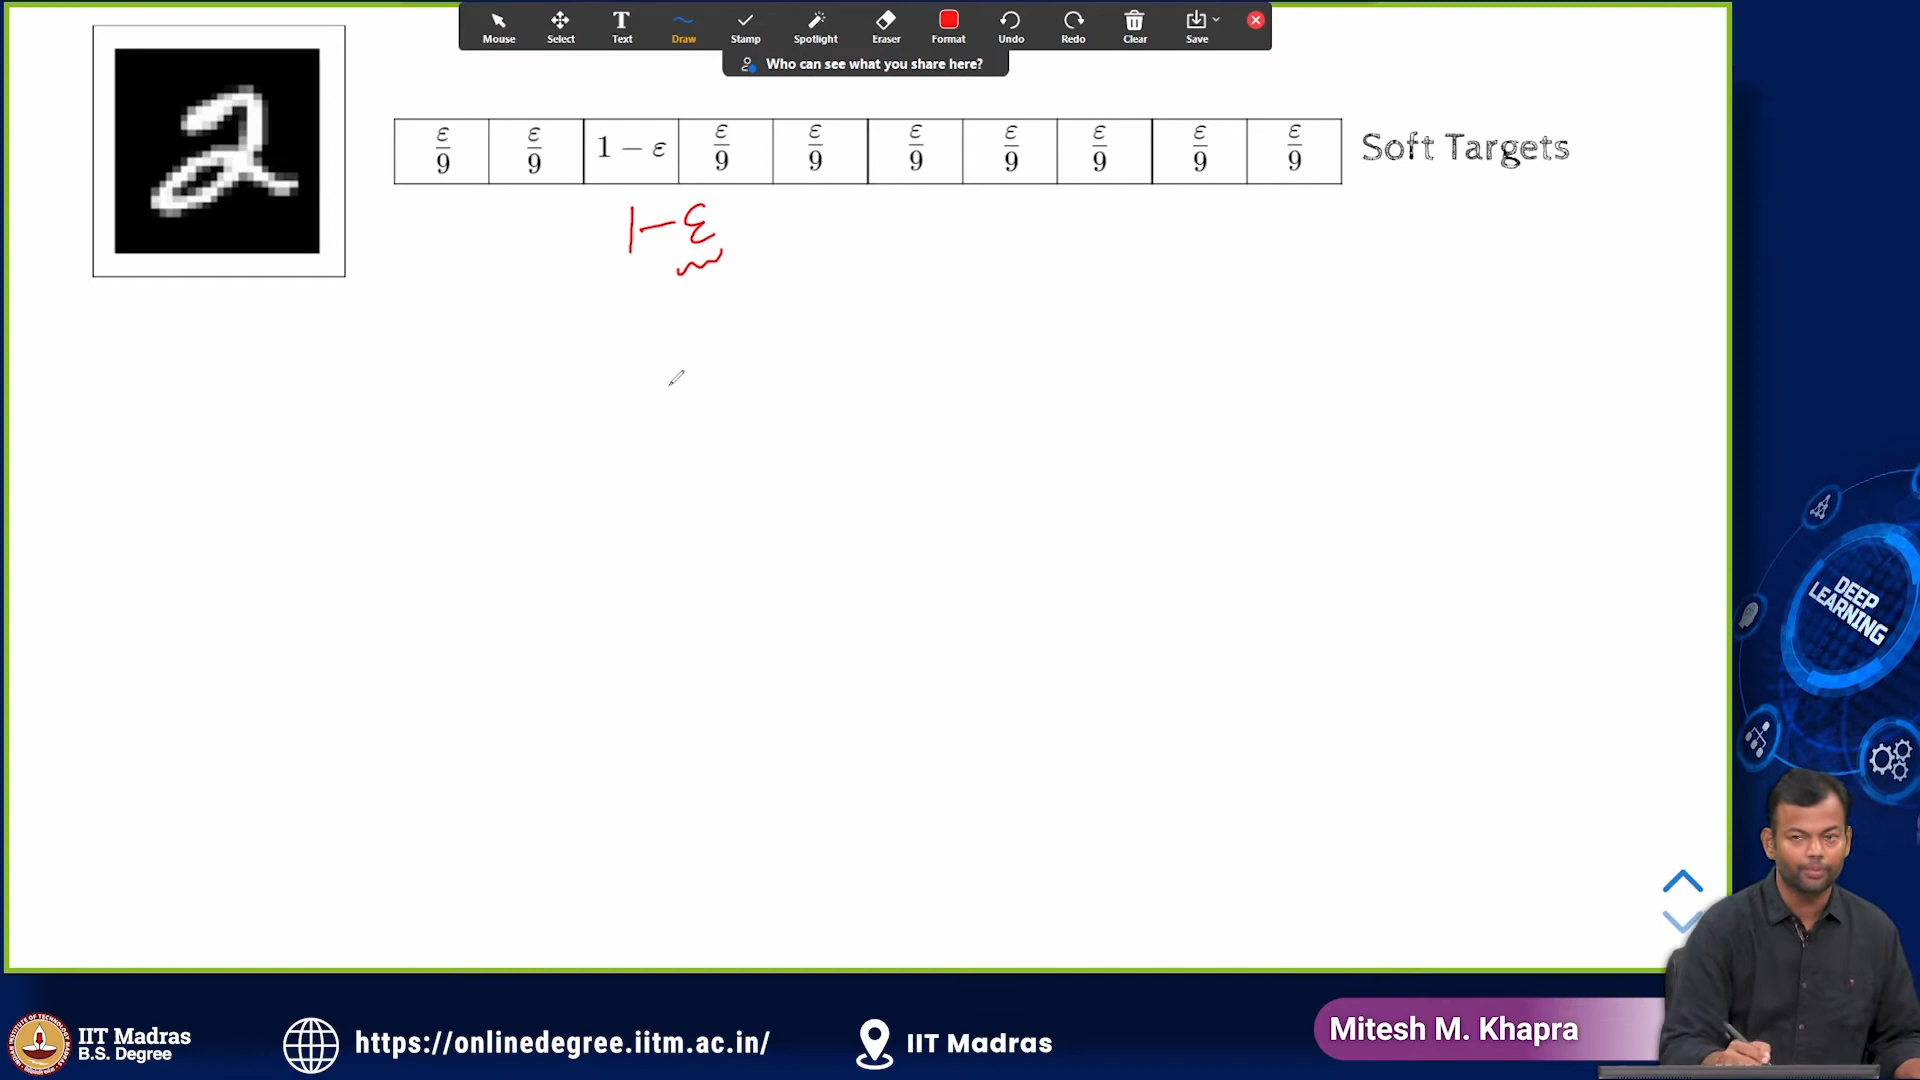 Mouse Select Text Draw Stamp Spotlight Eraser Format Undo Redo Clear Save
Who can see what you share here?
ε/9 ε/9 1 − ε ε/9 ε/9 ε/9 ε/9 ε/9 ε/9 ε/9 Soft Targets
1-ε
DEEP
LEARNING
IIT Madras
B.S. Degree
https://onlinedegree.iitm.ac.in/
IIT Madras
Mitesh M. Khapra